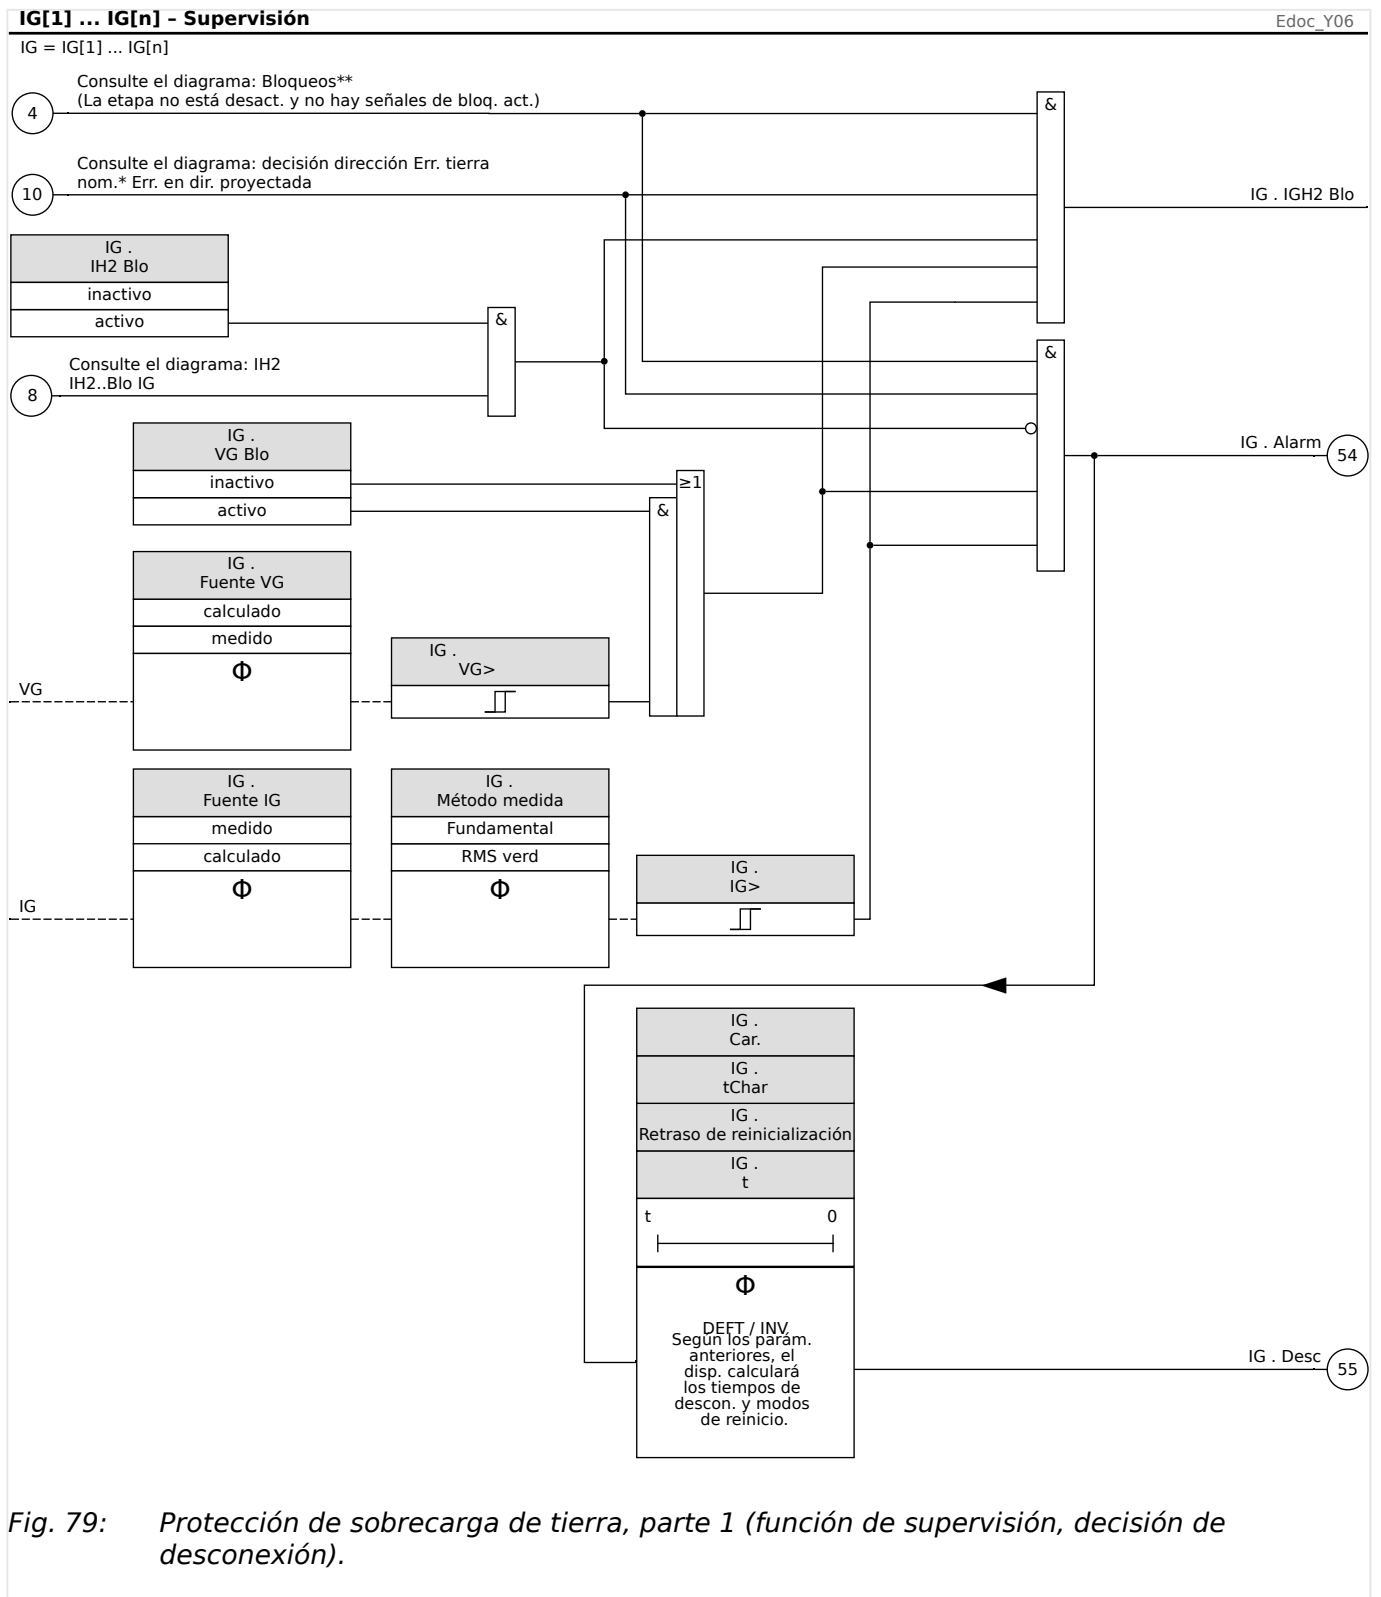 IG[1] ... IG[n] – Supervisión
Edoc_Y06
IG = IG[1] ... IG[n]
Consulte el diagrama: Bloqueos**
(La etapa no está desact. y no hay señales de bloq. act.)
4
&
Consulte el diagrama: decisión dirección Err. tierra
nom.* Err. en dir. proyectada
10
IG . IGH2 Blo
IG .
IH2 Blo
inactivo
activo
&
Consulte el diagrama: IH2
IH2..Blo IG
8
&
IG .
VG Blo
inactivo
activo
≥1
&
IG . Alarm
54
IG .
Fuente VG
calculado
medido
Φ
VG
IG .
VG>
IG .
Fuente IG
medido
calculado
Φ
IG
IG .
Método medida
Fundamental
RMS verd
Φ
IG .
IG>
IG .
Car.
IG .
tChar
IG .
Retraso de reinicialización
IG .
t
t 0
Φ
DEFT / INV
Según los parám.
anteriores, el
disp. calculará
los tiempos de
descon. y modos
de reinicio.
IG . Desc
55
Fig. 79: Protección de sobrecarga de tierra, parte 1 (función de supervisión, decisión de
desconexión).